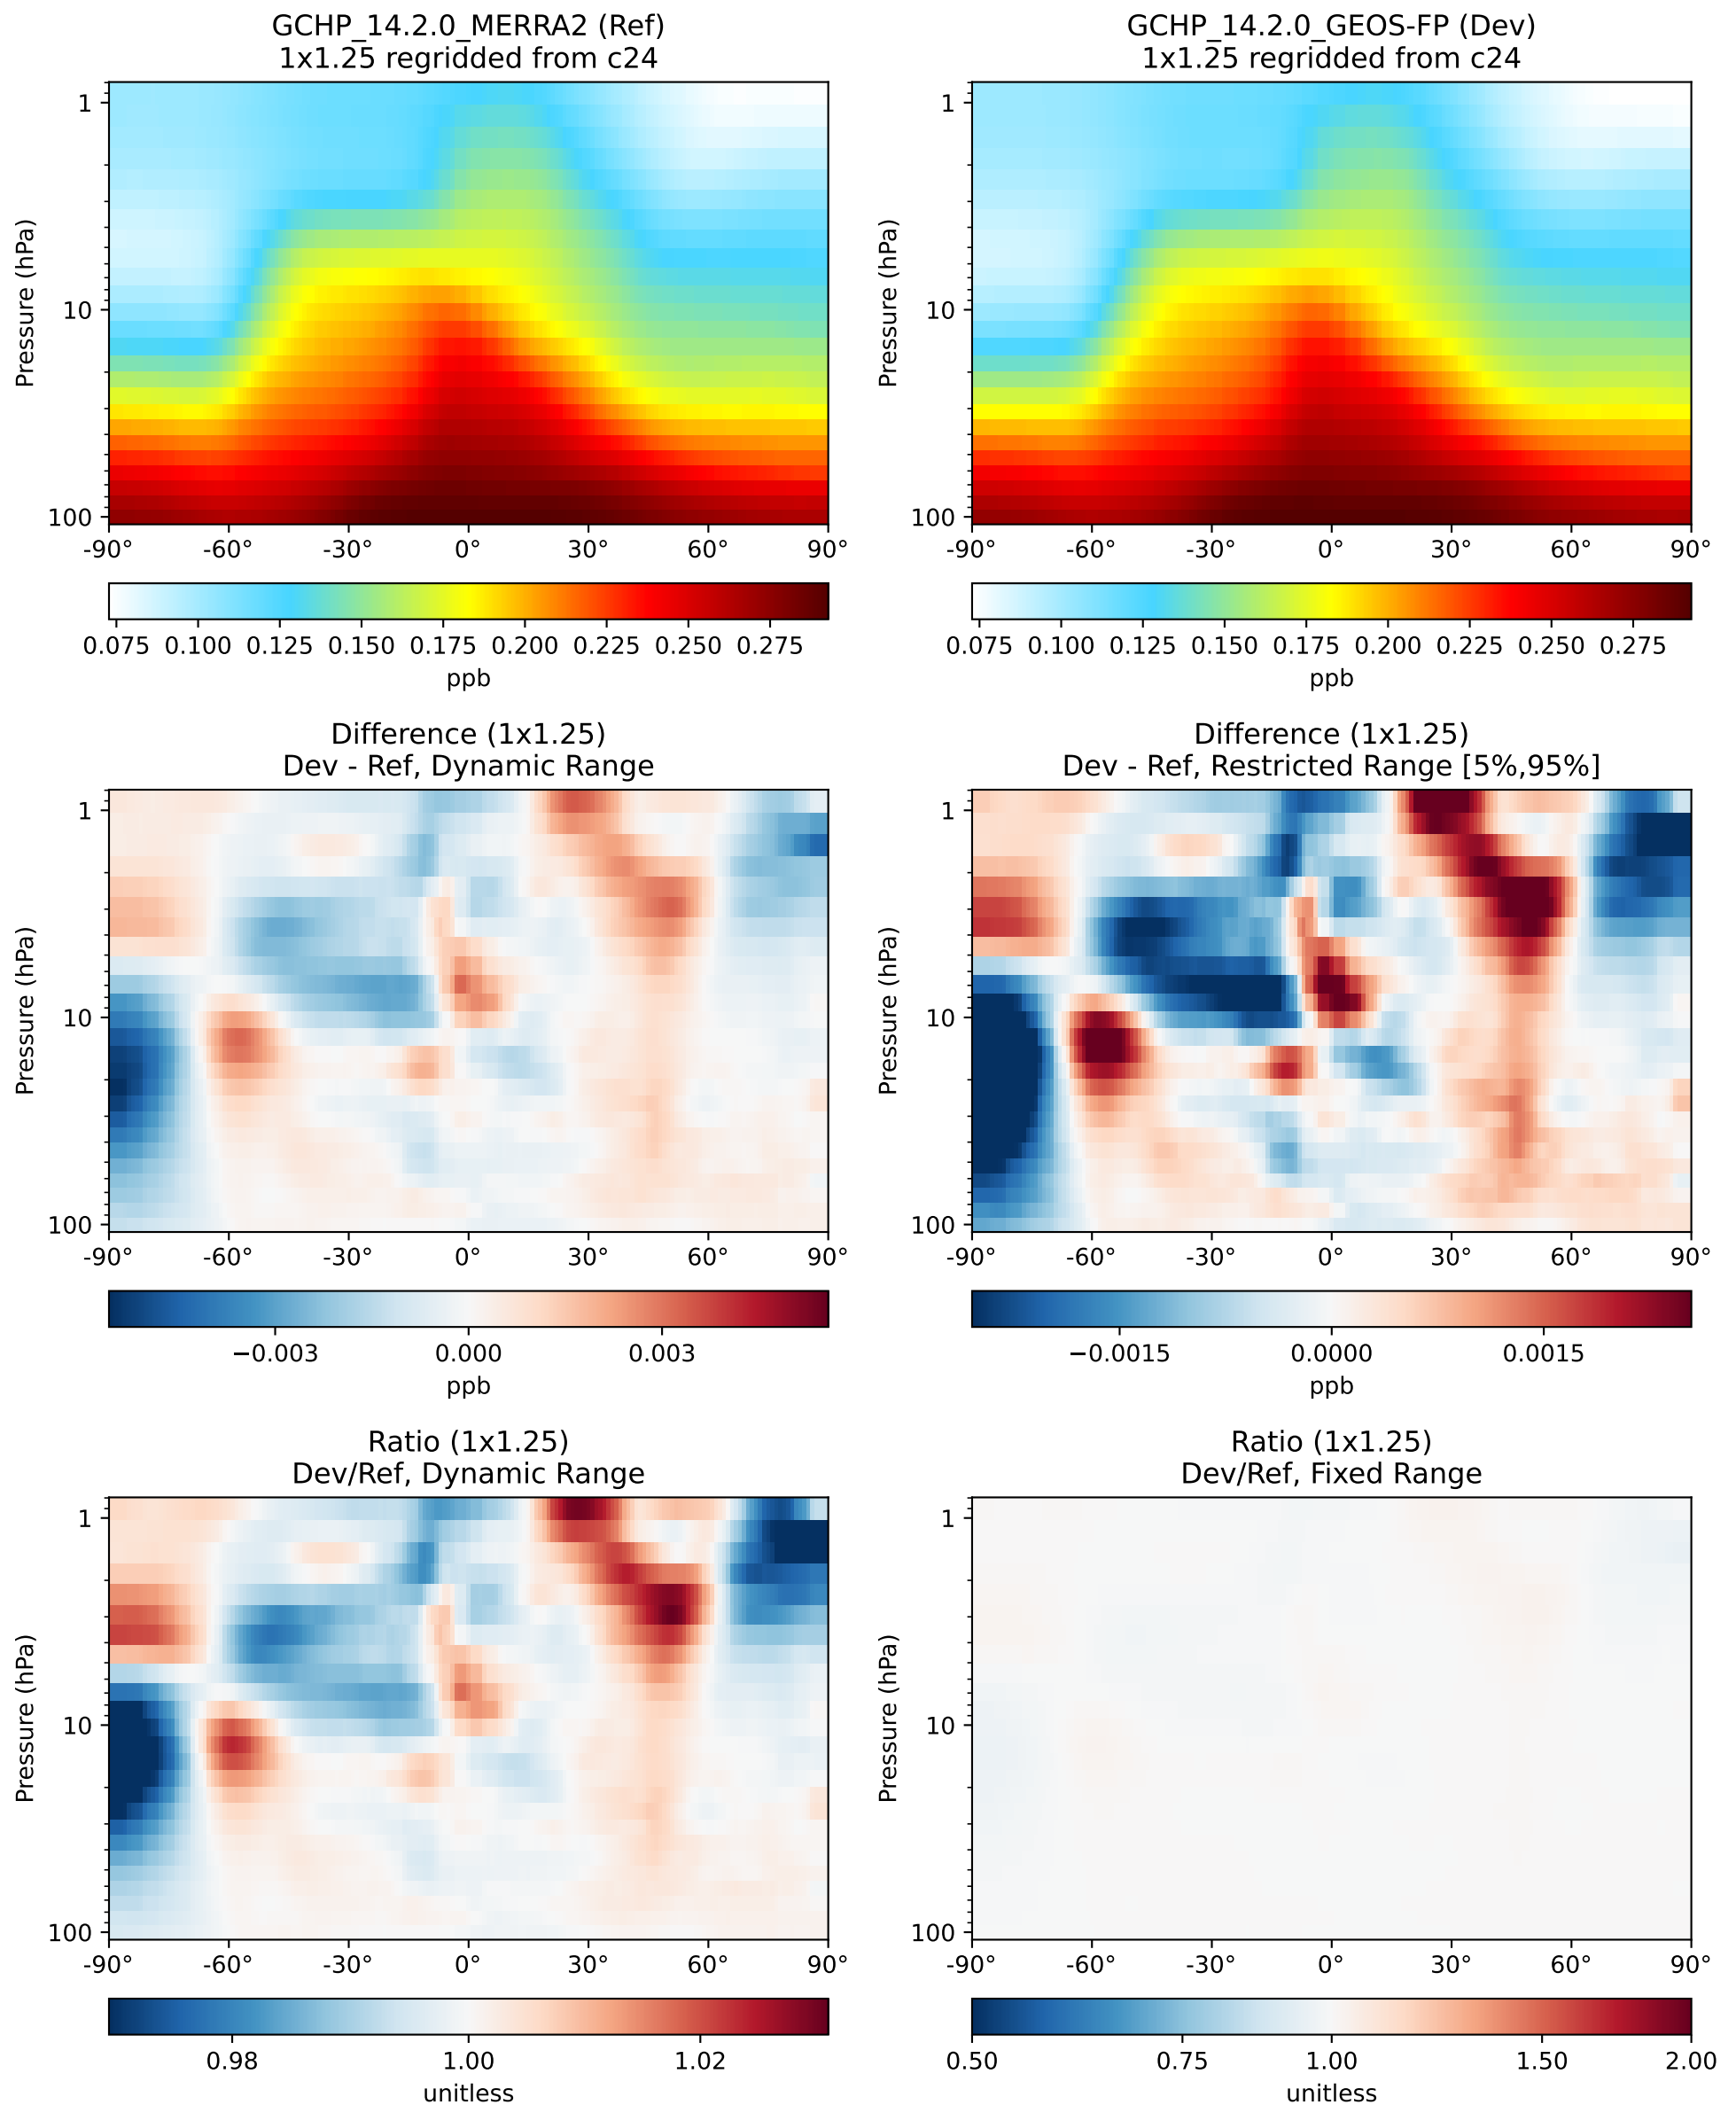 GCHP_14.2.0_MERRA2 (Ref)
1x1.25 regridded from c24
Pressure (hPa)
1
10
100
-90° -60° -30° 0° 30° 60° 90°
0.075 0.100 0.125 0.150 0.175 0.200 0.225 0.250 0.275
ppb
GCHP_14.2.0_GEOS-FP (Dev)
1x1.25 regridded from c24
Pressure (hPa)
1
10
100
-90° -60° -30° 0° 30° 60° 90°
0.075 0.100 0.125 0.150 0.175 0.200 0.225 0.250 0.275
ppb
Difference (1x1.25)
Dev - Ref, Dynamic Range
Pressure (hPa)
1
10
100
-90° -60° -30° 0° 30° 60° 90°
−0.003 0.000 0.003
ppb
Difference (1x1.25)
Dev - Ref, Restricted Range [5%,95%]
Pressure (hPa)
1
10
100
-90° -60° -30° 0° 30° 60° 90°
−0.0015 0.0000 0.0015
ppb
Ratio (1x1.25)
Dev/Ref, Dynamic Range
Pressure (hPa)
1
10
100
-90° -60° -30° 0° 30° 60° 90°
0.98 1.00 1.02
unitless
Ratio (1x1.25)
Dev/Ref, Fixed Range
Pressure (hPa)
1
10
100
-90° -60° -30° 0° 30° 60° 90°
0.50 0.75 1.00 1.50 2.00
unitless